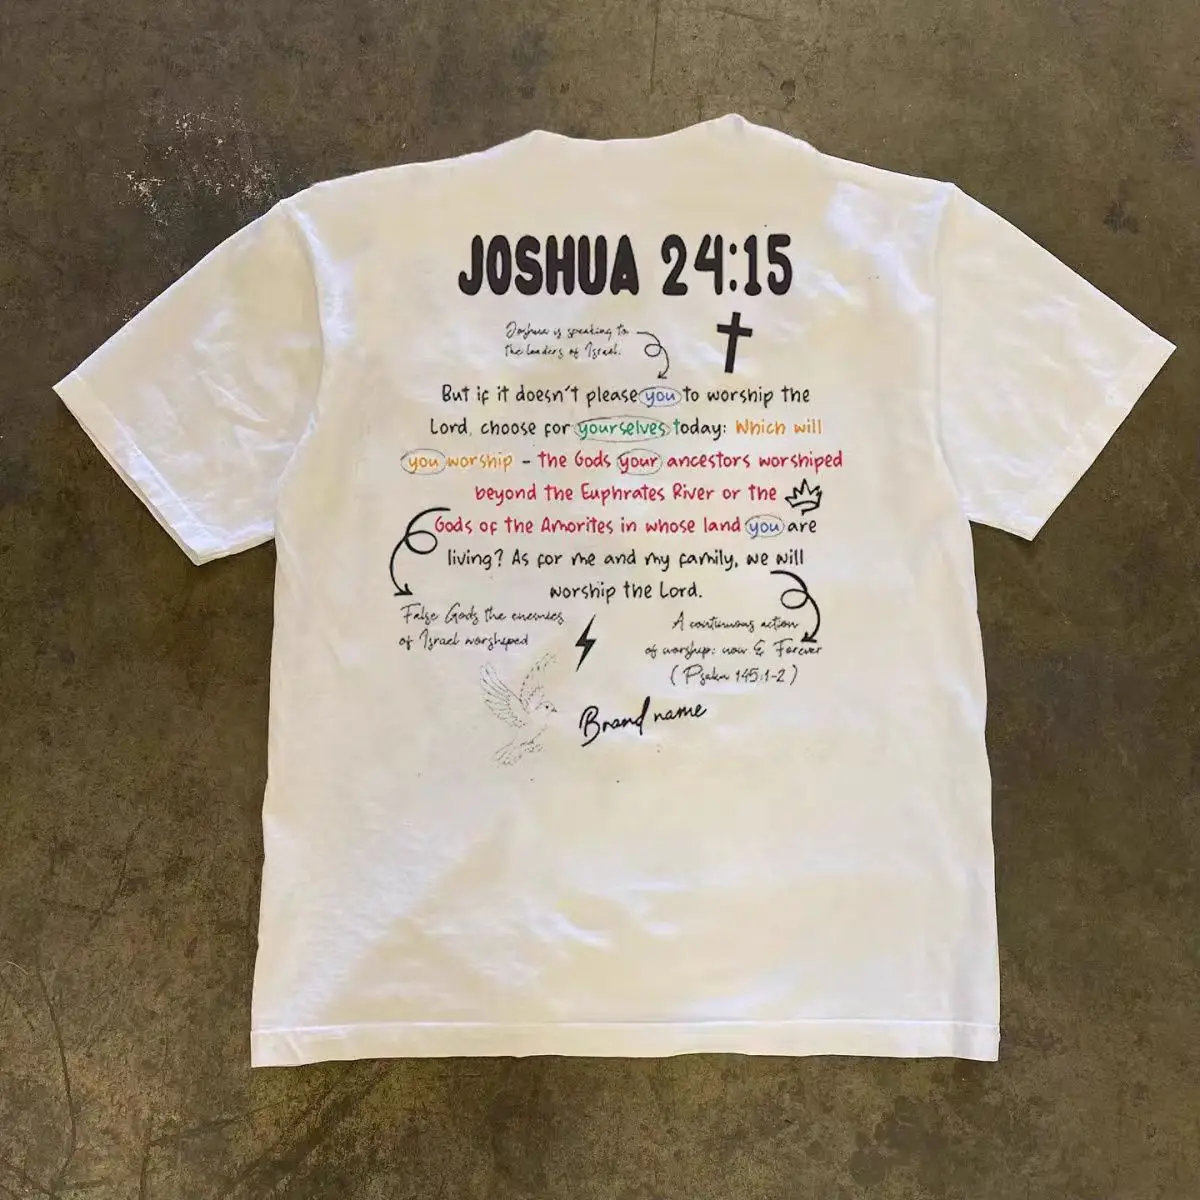 JOSHUA 24:15
Joshua is speaking to
the leaders of Israel.
But if it doesn't please you to worship the
Lord, choose for yourselves today: Which will
you worship - the Gods your ancestors worshiped
beyond the Euphrates River or the
Gods of the Amorites in whose land you are
living? As for me and my family, we will
worship the Lord.
False Gods the enemies
of Israel worshiped
A continuous action
of worship: now & Forever
(Psalm 145:1-2)
Brand name